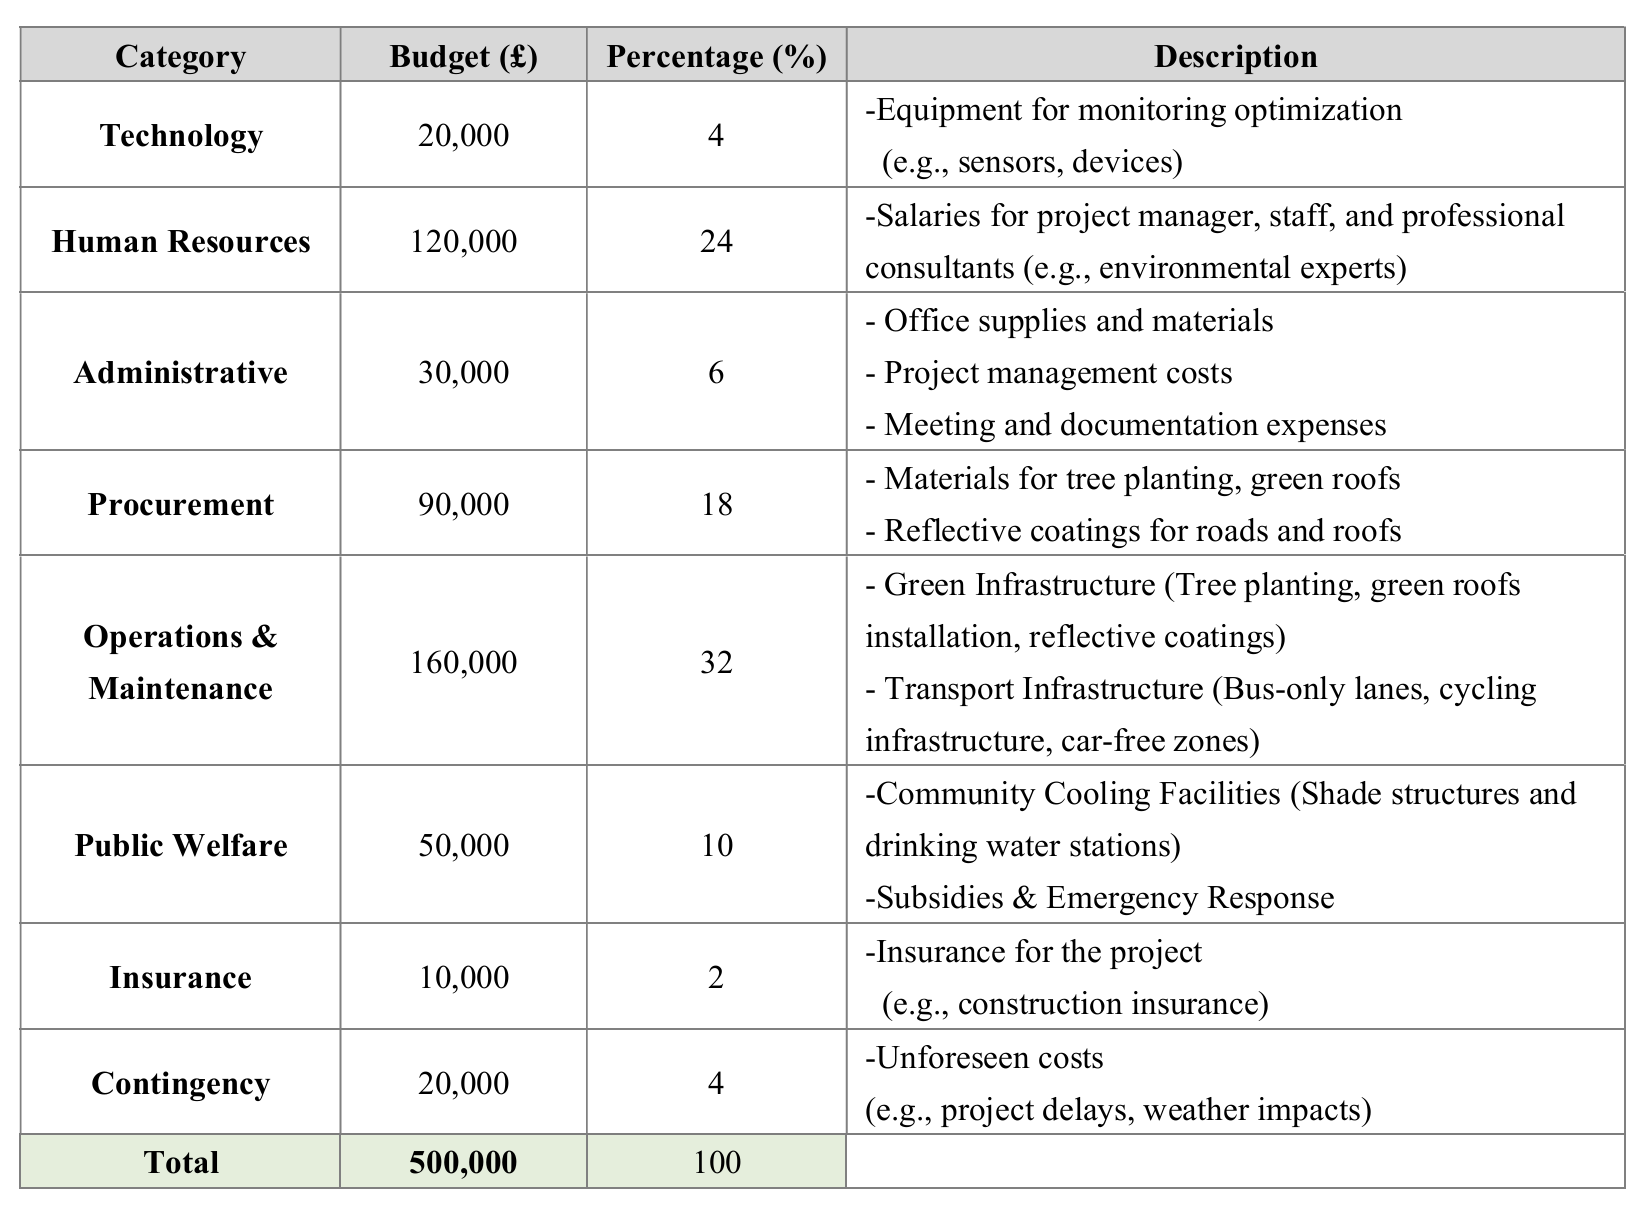 Category Budget (£) Percentage (%) Description
Technology 20,000 4 -Equipment for monitoring optimization
(e.g., sensors, devices)
Human Resources 120,000 24 -Salaries for project manager, staff, and professional
consultants (e.g., environmental experts)
Administrative 30,000 6 - Office supplies and materials
- Project management costs
- Meeting and documentation expenses
Procurement 90,000 18 - Materials for tree planting, green roofs
- Reflective coatings for roads and roofs
Operations &
Maintenance 160,000 32 - Green Infrastructure (Tree planting, green roofs
installation, reflective coatings)
- Transport Infrastructure (Bus-only lanes, cycling
infrastructure, car-free zones)
Public Welfare 50,000 10 -Community Cooling Facilities (Shade structures and
drinking water stations)
-Subsidies & Emergency Response
Insurance 10,000 2 -Insurance for the project
(e.g., construction insurance)
Contingency 20,000 4 -Unforeseen costs
(e.g., project delays, weather impacts)
Total 500,000 100